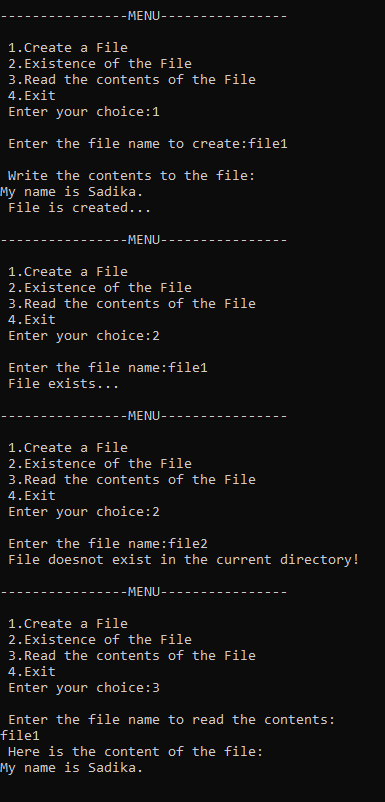 ----------------MENU----------------
1.Create a File
2.Existence of the File
3.Read the contents of the File
4.Exit
Enter your choice:1
Enter the file name to create:file1
Write the contents to the file:
My name is Sadika.
File is created...
----------------MENU----------------
1.Create a File
2.Existence of the File
3.Read the contents of the File
4.Exit
Enter your choice:2
Enter the file name:file1
File exists...
----------------MENU----------------
1.Create a File
2.Existence of the File
3.Read the contents of the File
4.Exit
Enter your choice:2
Enter the file name:file2
File doesnot exist in the current directory!
----------------MENU----------------
1.Create a File
2.Existence of the File
3.Read the contents of the File
4.Exit
Enter your choice:3
Enter the file name to read the contents:
file1
Here is the content of the file:
My name is Sadika.